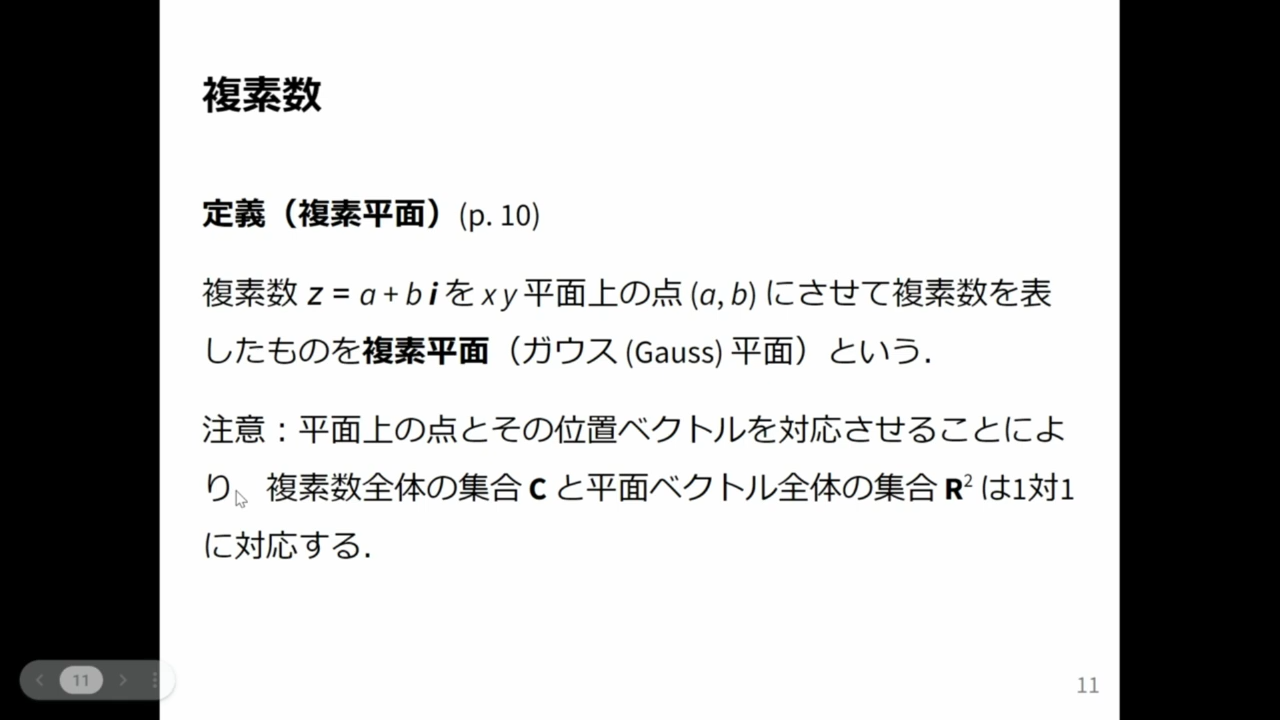 複素数
定義（複素平面）(p. 10)
複素数 z = a + b i を x y 平面上の点 (a, b) にさせて複素数を表
したものを複素平面（ガウス (Gauss) 平面）という．
注意：平面上の点とその位置ベクトルを対応させることによ
り、複素数全体の集合 C と平面ベクトル全体の集合 R² は1対1
に対応する．
11
11